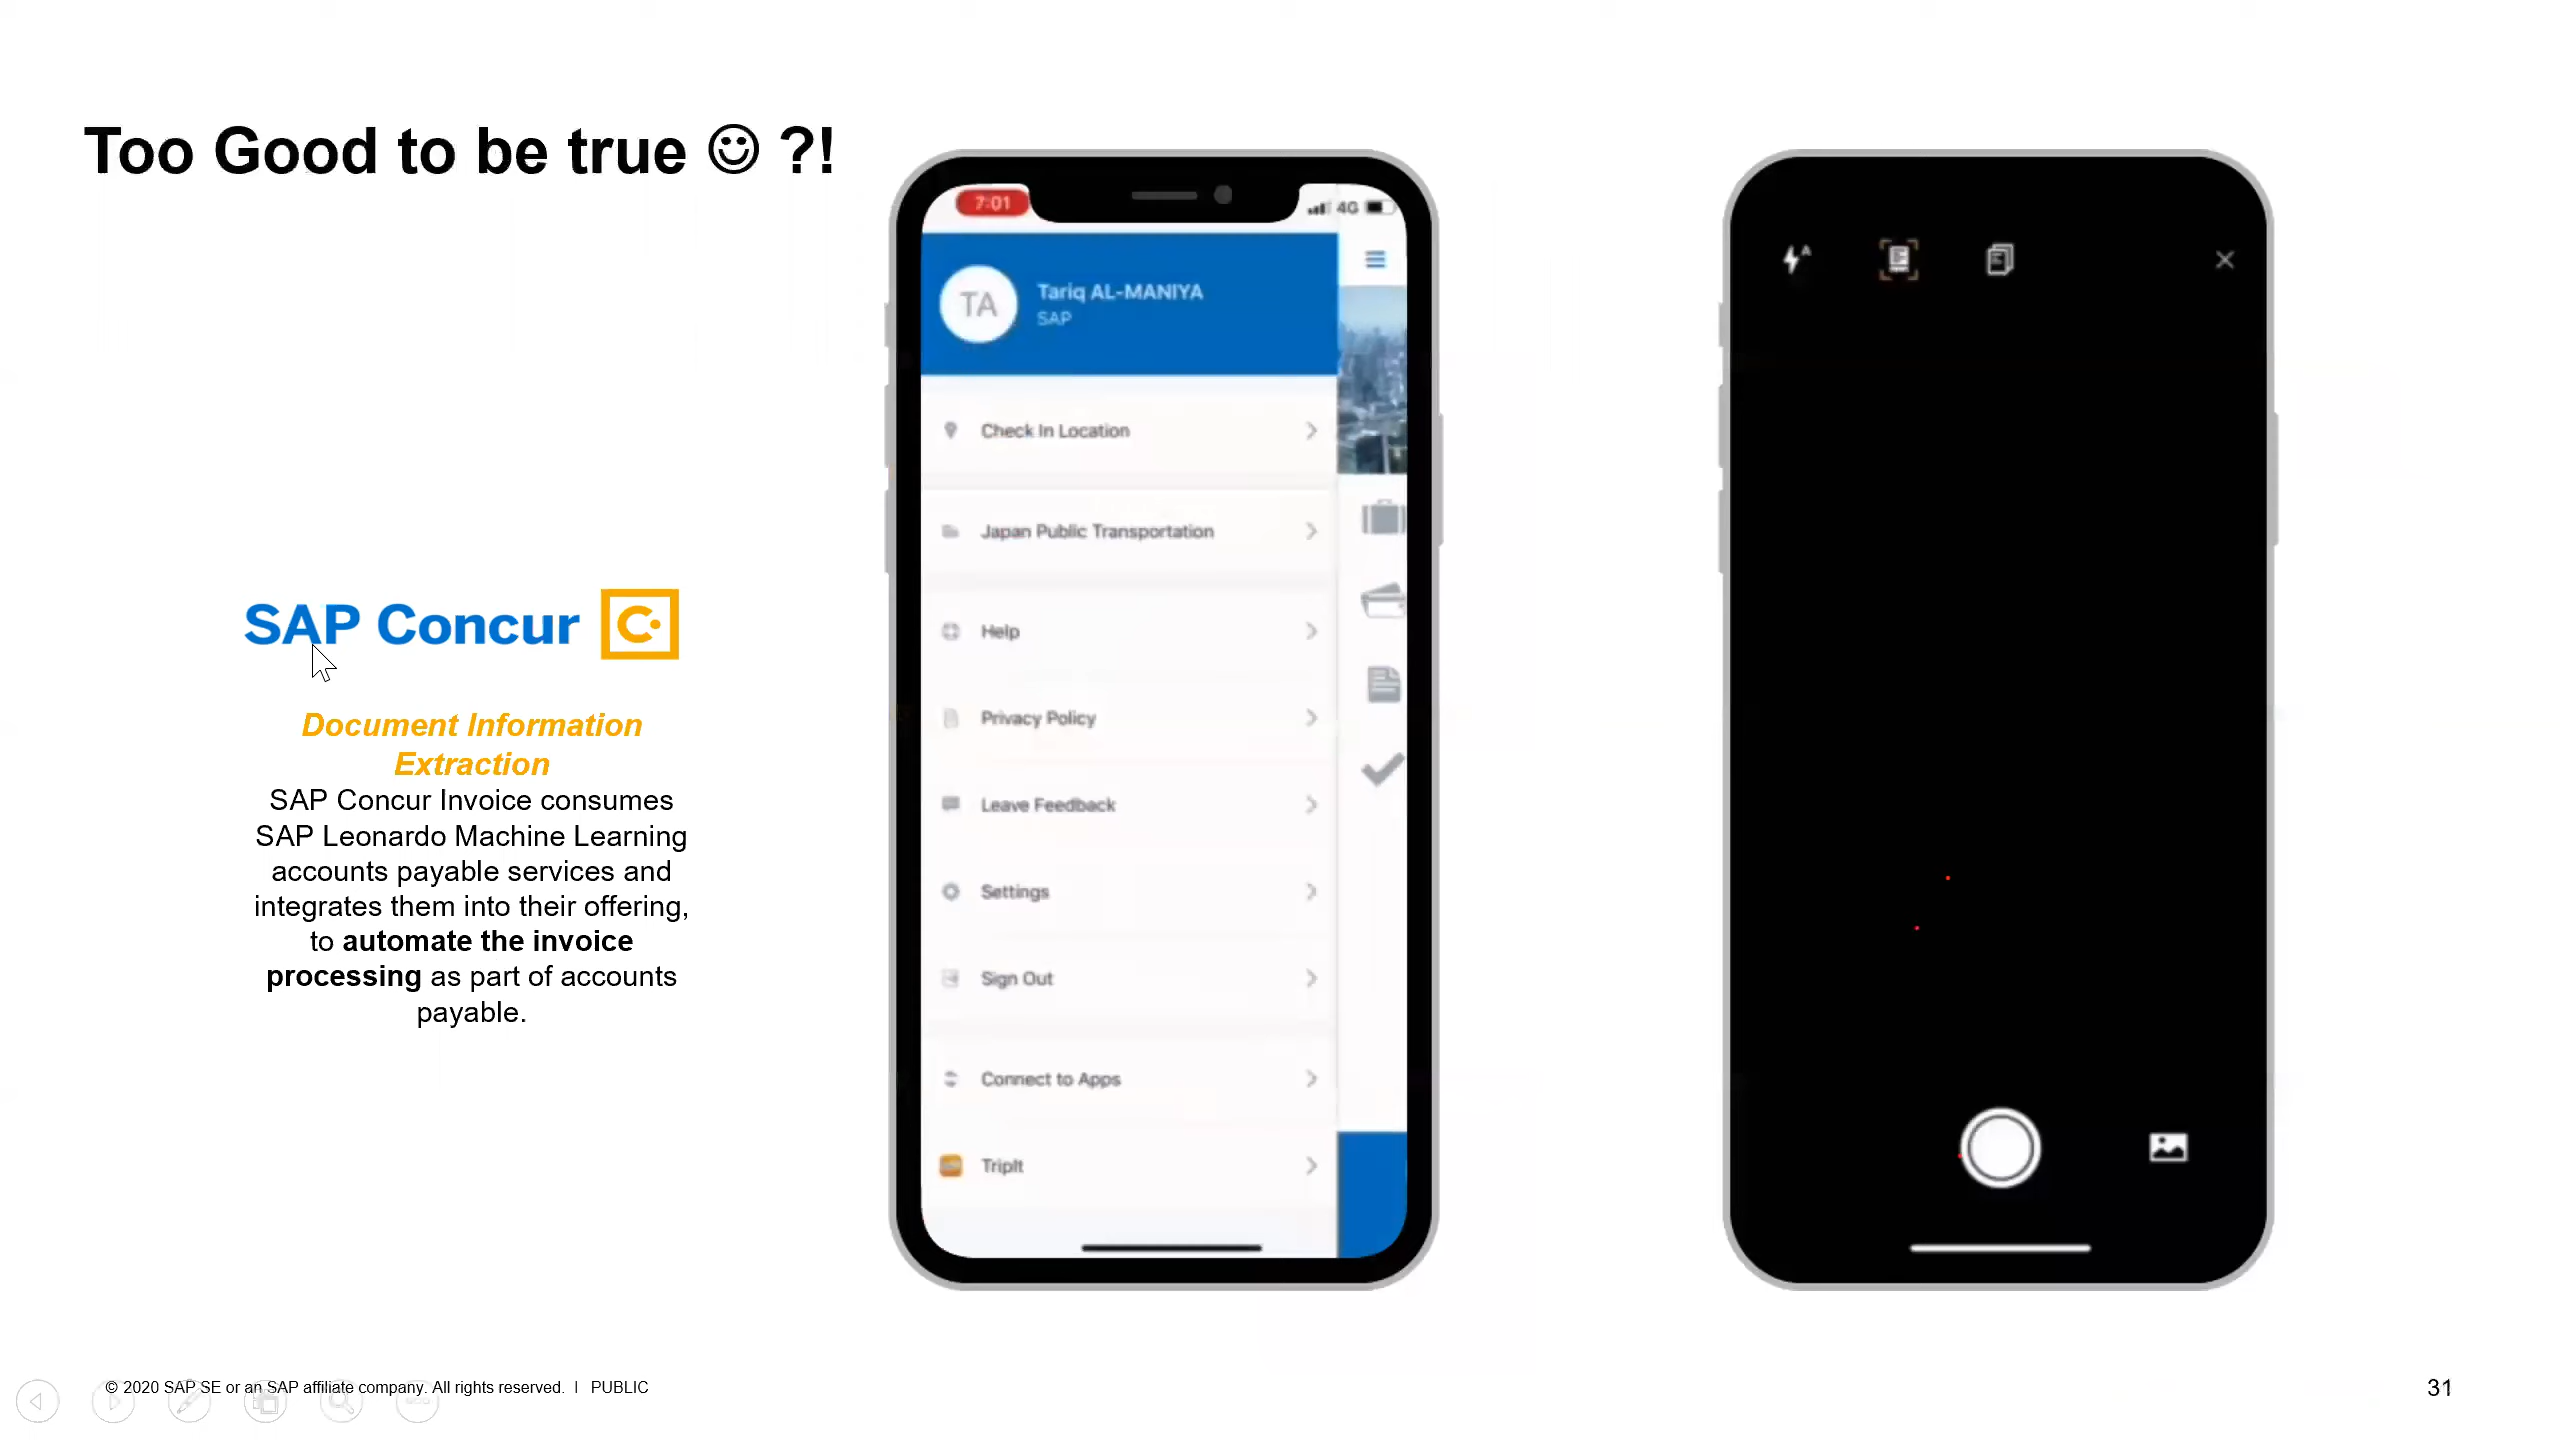 Too Good to be true ☺ ?!
SAP Concur C.
Document Information
Extraction
SAP Concur Invoice consumes
SAP Leonardo Machine Learning
accounts payable services and
integrates them into their offering,
to automate the invoice
processing as part of accounts
payable.
7:01
4G
TA
Tariq AL-MANIYA
SAP
Check In Location
Japan Public Transportation
Help
Privacy Policy
Leave Feedback
Settings
Sign Out
Connect to Apps
TripIt
A
© 2020 SAP SE or an SAP affiliate company. All rights reserved. | PUBLIC
31